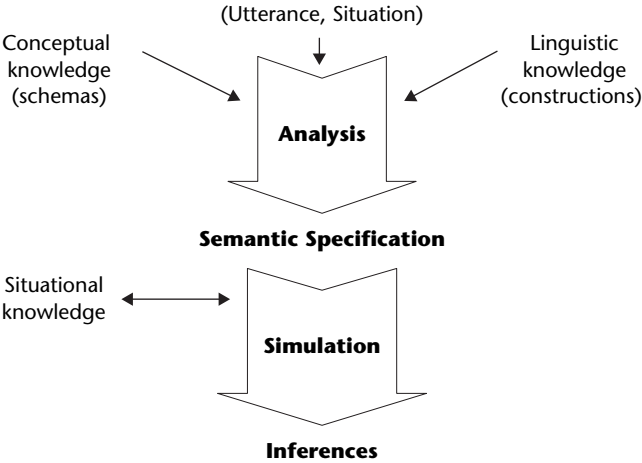 (Utterance, Situation)
Conceptual
knowledge
(schemas)
Linguistic
knowledge
(constructions)
Analysis
Semantic Specification
Situational
knowledge
Simulation
Inferences